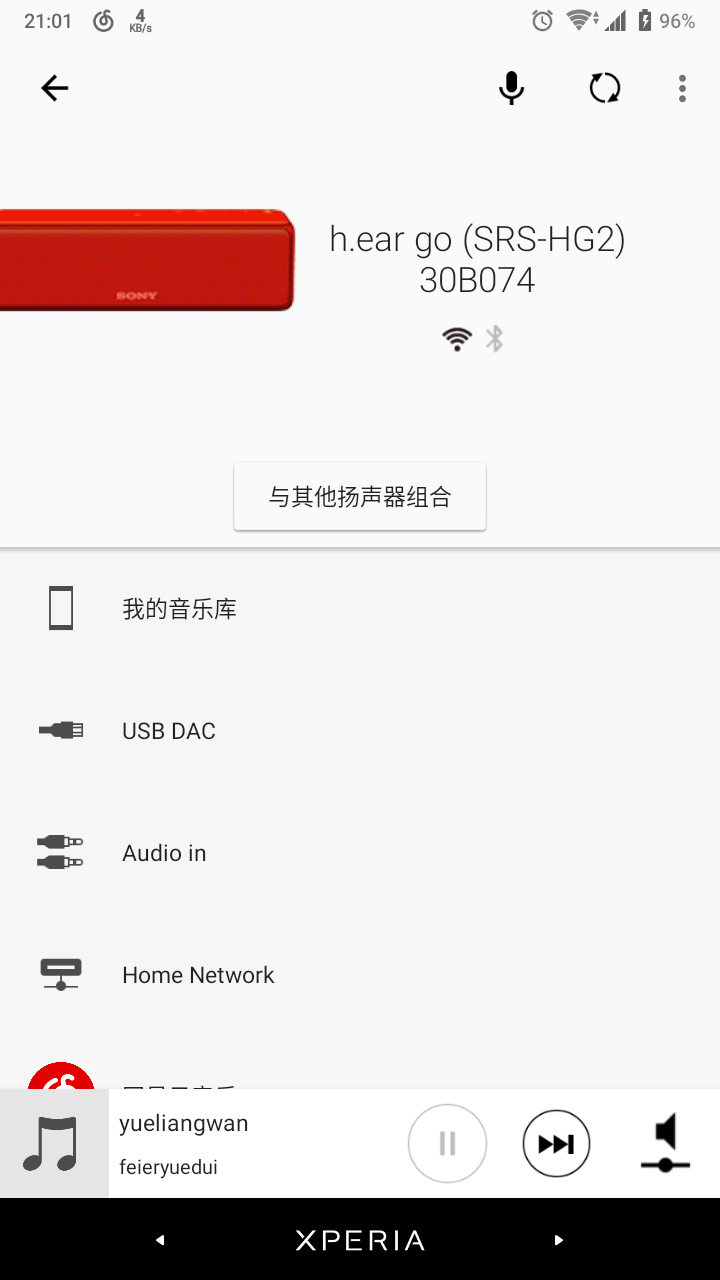 21:01
4
KB/s
96%
h.ear go (SRS-HG2)
30B074
SONY
与其他扬声器组合
我的音乐库
USB DAC
Audio in
Home Network
yueliangwan
feieryuedui
XPERIA